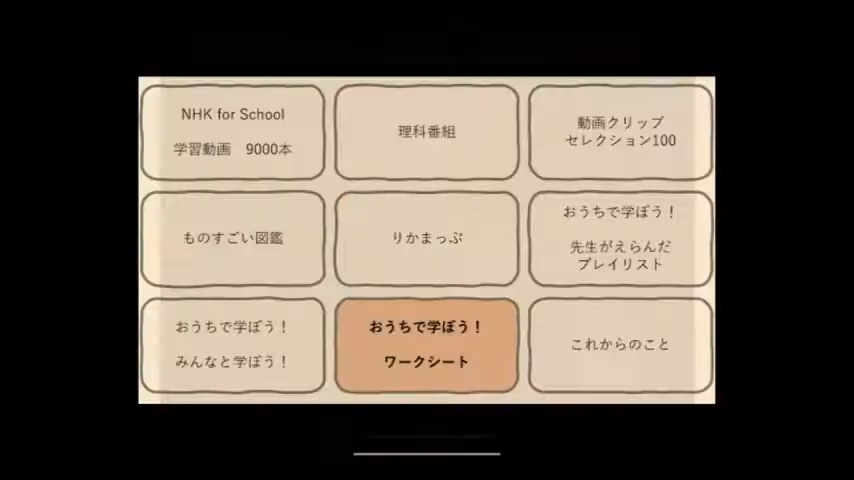 NHK for School
学習動画　9000本
理科番組
動画クリップ
セレクション100
ものすごい図鑑
りかまっぷ
おうちで学ぼう！
先生がえらんだ
プレイリスト
おうちで学ぼう！
みんなと学ぼう！
おうちで学ぼう！
ワークシート
これからのこと